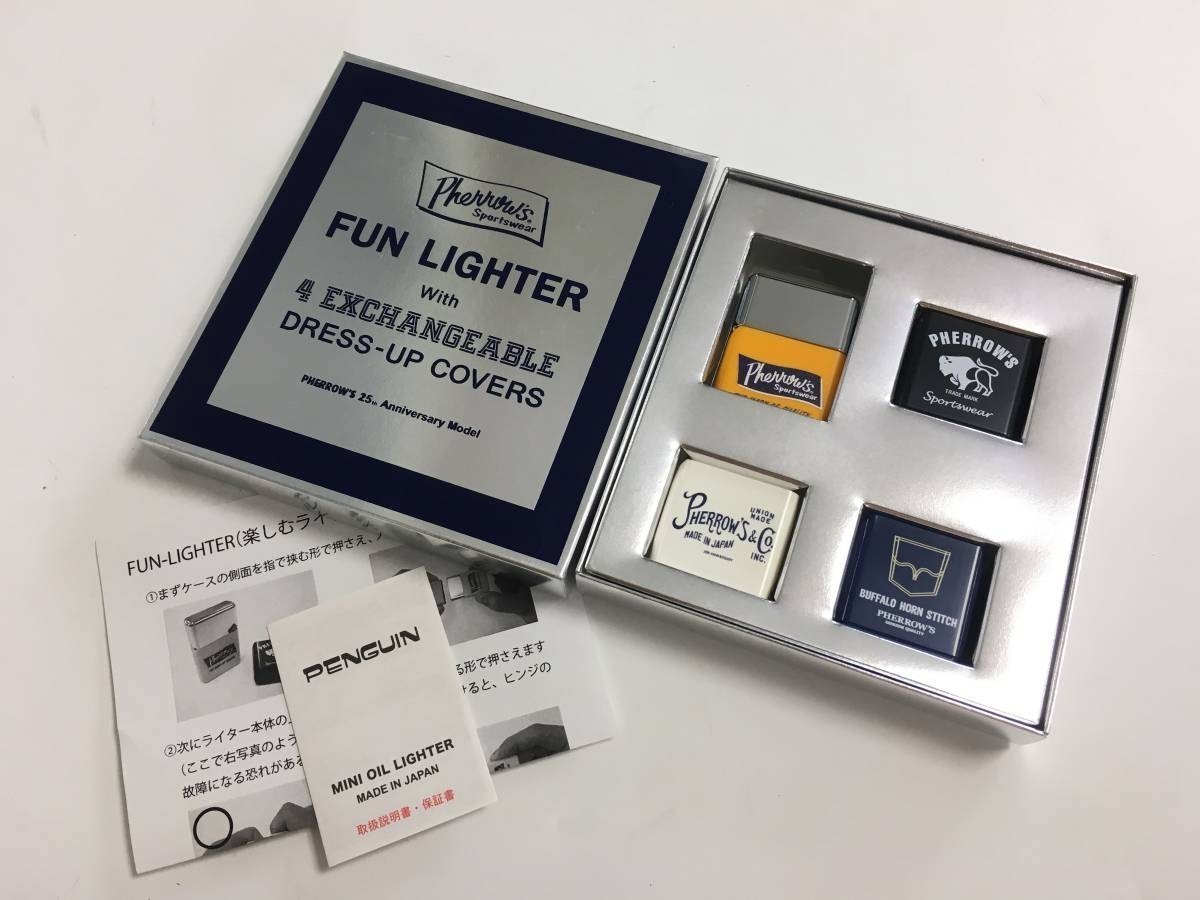 Pherrow's®
Sportswear
FUN LIGHTER
With
4 EXCHANGEABLE
DRESS-UP COVERS
PHERROW'S 25th Anniversary Model
Pherrow's®
Sportswear
PHERROW'S
TRADE MARK
Sportswear
PHERROW'S & Co.
UNION
MADE
MADE IN JAPAN
INC.
BUFFALO HORN STITCH
PHERROW'S
GENUINE QUALITY
FUN-LIGHTER(楽しむライ
①まずケースの側面を指で挟む形で押さえ、
る形で押さえます
けると、ヒンジの
②次にライター本体の
(ここで右写真のよう
故障になる恐れがある
PENGUIN
MINI OIL LIGHTER
MADE IN JAPAN
取扱説明書・保証書